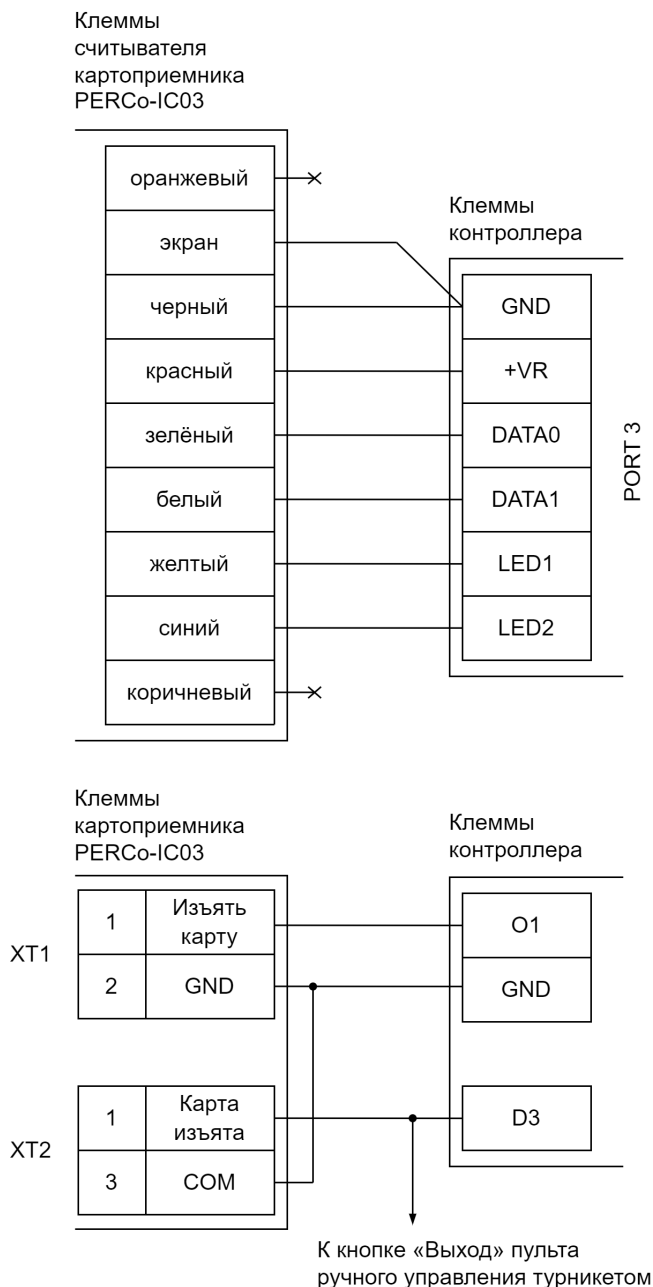 Клеммы
считывателя
картоприемника
PERCo-IC03
оранжевый
экран
черный
красный
зелёный
белый
желтый
синий
коричневый
Клеммы
контроллера
GND
+VR
DATA0
DATA1
LED1
LED2
PORT 3
Клеммы
картоприемника
PERCo-IC03
XT1
1
Изъять
карту
2
GND
XT2
1
Карта
изъята
3
COM
Клеммы
контроллера
O1
GND
D3
К кнопке «Выход» пульта
ручного управления турникетом